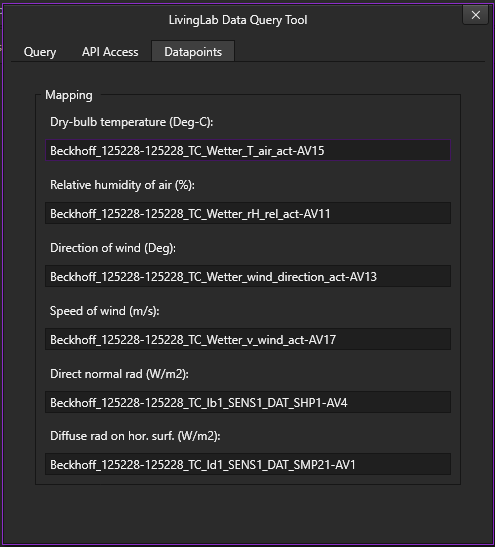 LivingLab Data Query Tool
Query API Access Datapoints
Mapping
Dry-bulb temperature (Deg-C):
Beckhoff_125228-125228_TC_Wetter_T_air_act-AV15
Relative humidity of air (%):
Beckhoff_125228-125228_TC_Wetter_rH_rel_act-AV11
Direction of wind (Deg):
Beckhoff_125228-125228_TC_Wetter_wind_direction_act-AV13
Speed of wind (m/s):
Beckhoff_125228-125228_TC_Wetter_v_wind_act-AV17
Direct normal rad (W/m2):
Beckhoff_125228-125228_TC_Ib1_SENS1_DAT_SHP1-AV4
Diffuse rad on hor. surf. (W/m2):
Beckhoff_125228-125228_TC_Id1_SENS1_DAT_SMP21-AV1